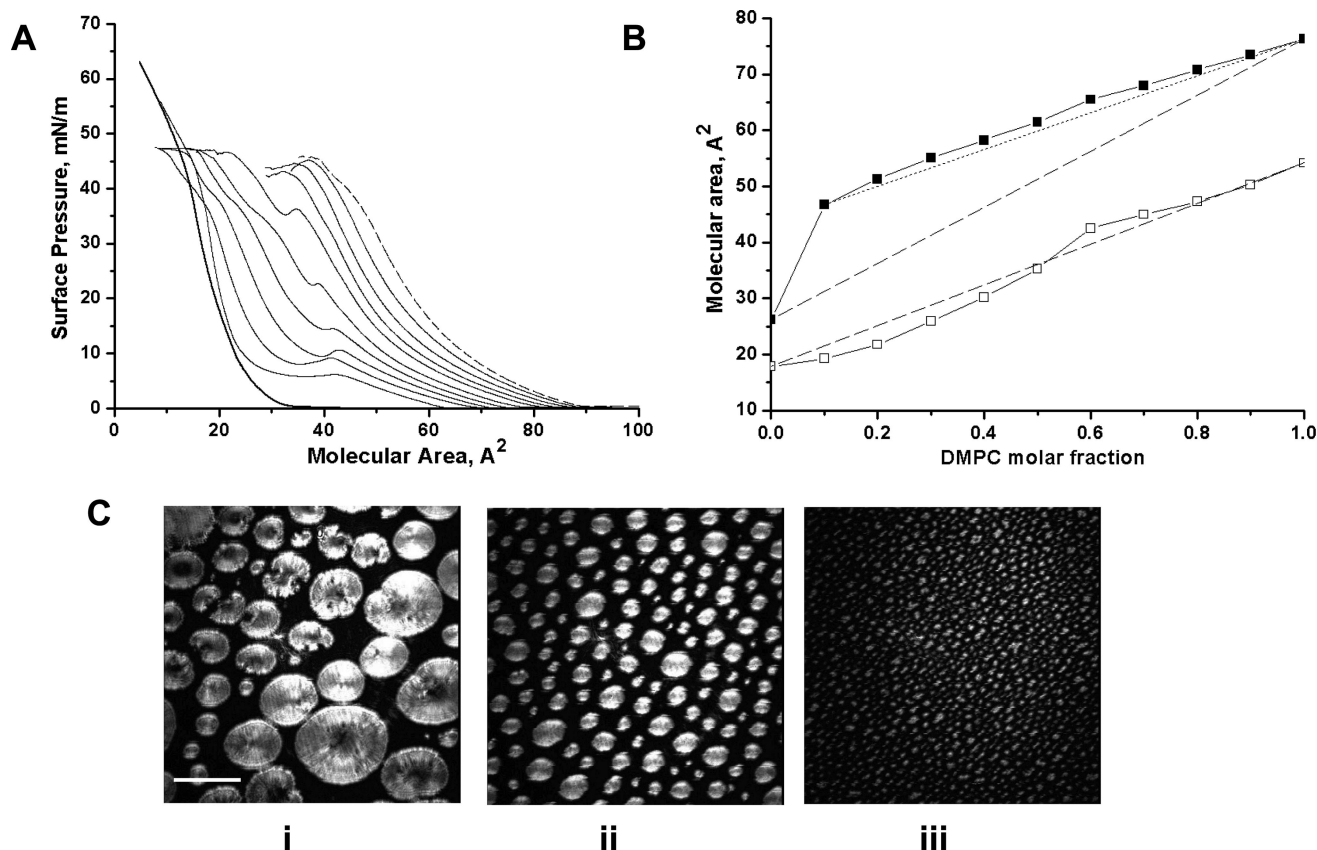 A
Surface Pressure, mN/m
70
60
50
40
30
20
10
0
0 20 40 60 80 100
Molecular Area, A²
B
Molecular area, A²
80
70
60
50
40
30
20
10
0.0 0.2 0.4 0.6 0.8 1.0
DMPC molar fraction
C
i ii iii